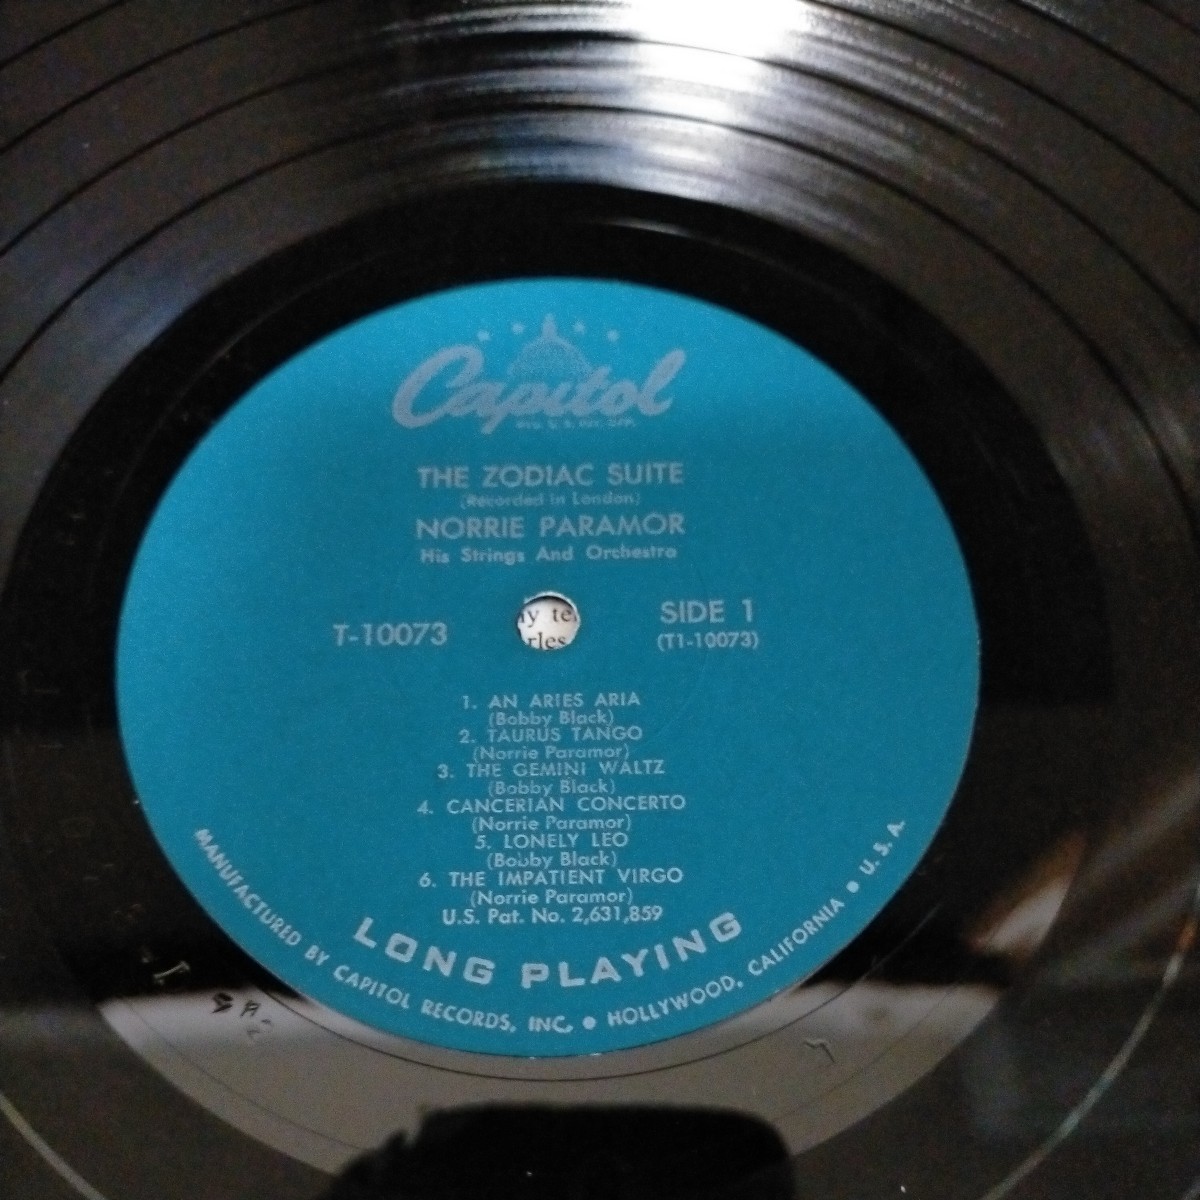 Capitol
REG. U. S. PAT. OFF.
THE ZODIAC SUITE
(Recorded in London)
NORRIE PARAMOR
His Strings And Orchestra
T-10073
SIDE 1
(T1-10073)
1. AN ARIES ARIA
(Bobby Black)
2. TAURUS TANGO
(Norrie Paramor)
3. THE GEMINI WALTZ
(Bobby Black)
4. CANCERIAN CONCERTO
(Norrie Paramor)
5. LONELY LEO
(Bobby Black)
6. THE IMPATIENT VIRGO
(Norrie Paramor)
U.S. Pat. No. 2,631,859
LONG PLAYING
MANUFACTURED BY CAPITOL RECORDS, INC. ● HOLLYWOOD, CALIFORNIA ● U. S. A.